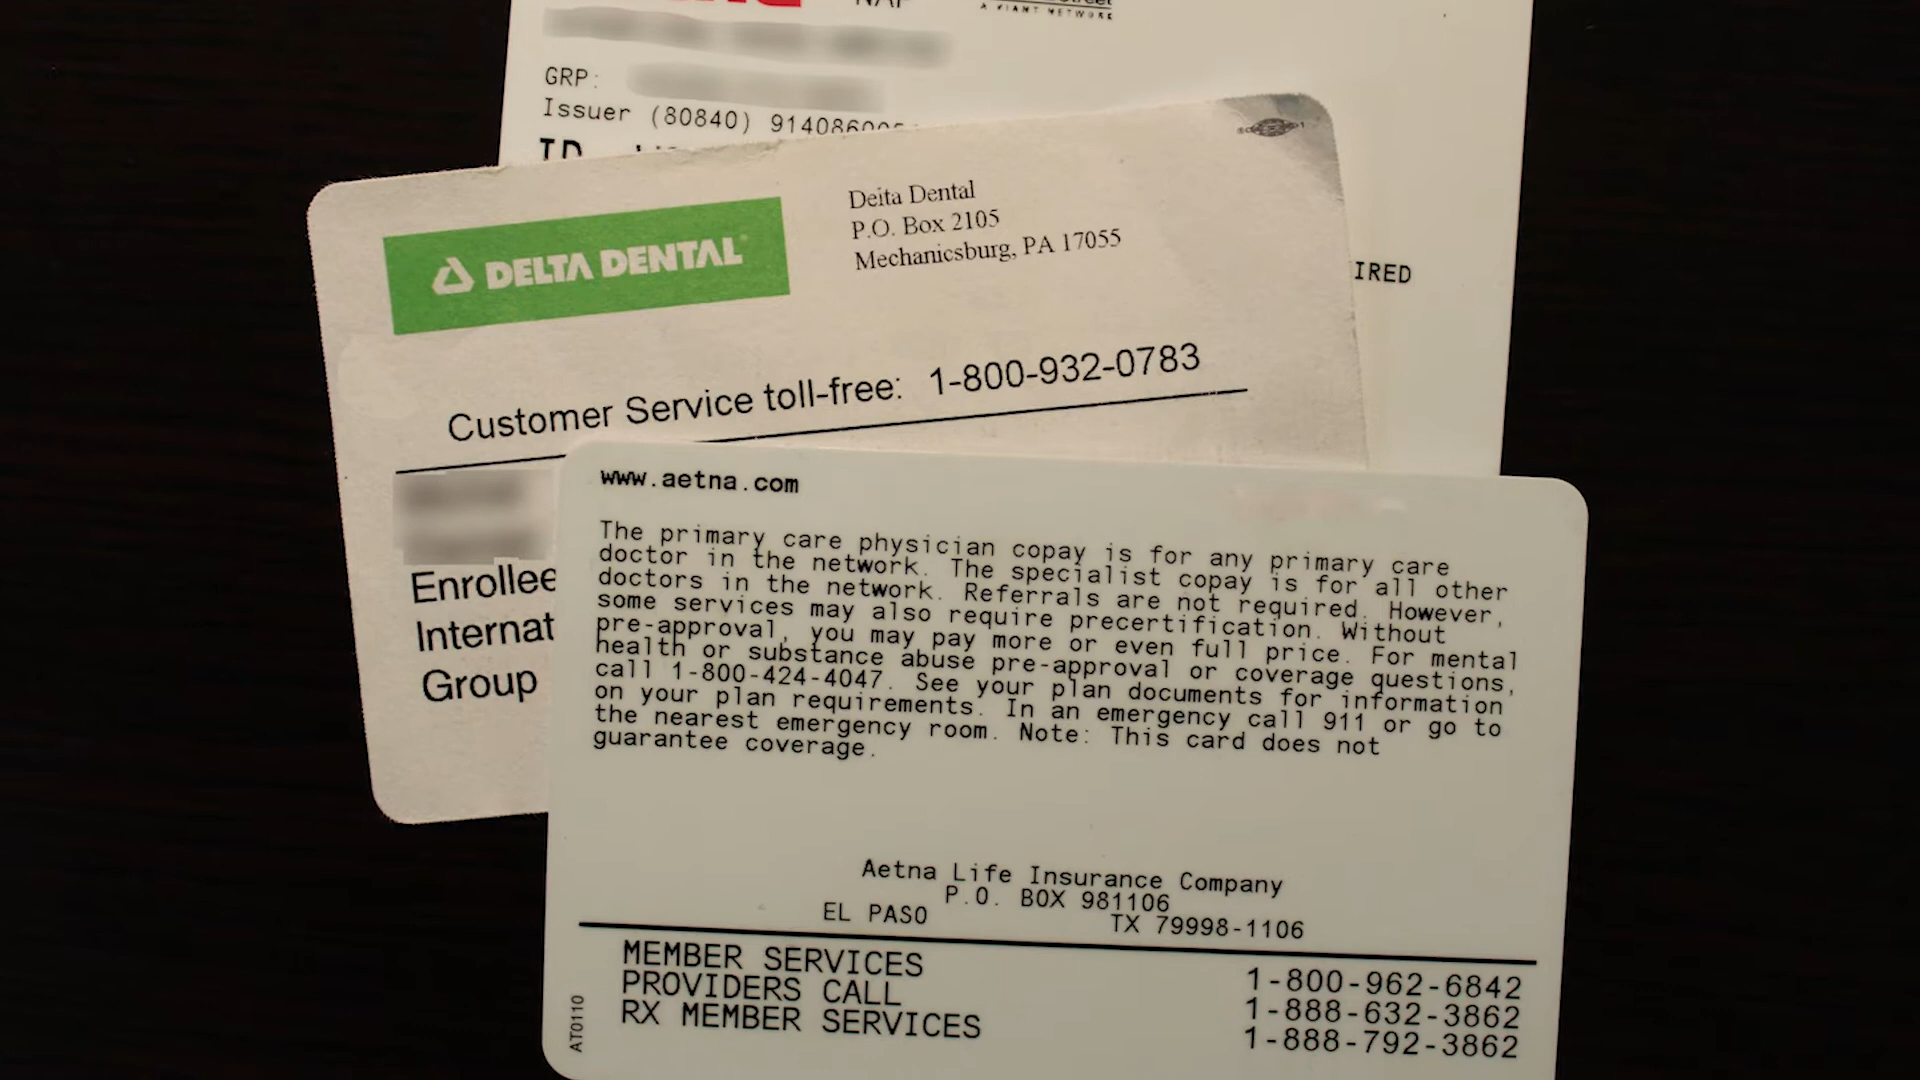 A VIANT NETWORK
GRP:
Issuer (80840)
DELTA DENTAL
Deita Dental
P.O. Box 2105
Mechanicsburg, PA 17055
IRED
Customer Service toll-free: 1-800-932-0783
Enrollee
Internat
Group
www.aetna.com
The primary care physician copay is for any primary care
doctor in the network. The specialist copay is for all other
doctors in the network. Referrals are not required. However,
some services may also require precertification. Without
pre-approval, you may pay more or even full price. For mental
health or substance abuse pre-approval or coverage questions,
call 1-800-424-4047. See your plan documents for information
on your plan requirements. In an emergency call 911 or go to
the nearest emergency room. Note: This card does not
guarantee coverage.
Aetna Life Insurance Company
P.O. BOX 981106
EL PASO TX 79998-1106
MEMBER SERVICES 1-800-962-6842
PROVIDERS CALL 1-888-632-3862
RX MEMBER SERVICES 1-888-792-3862
AT0110